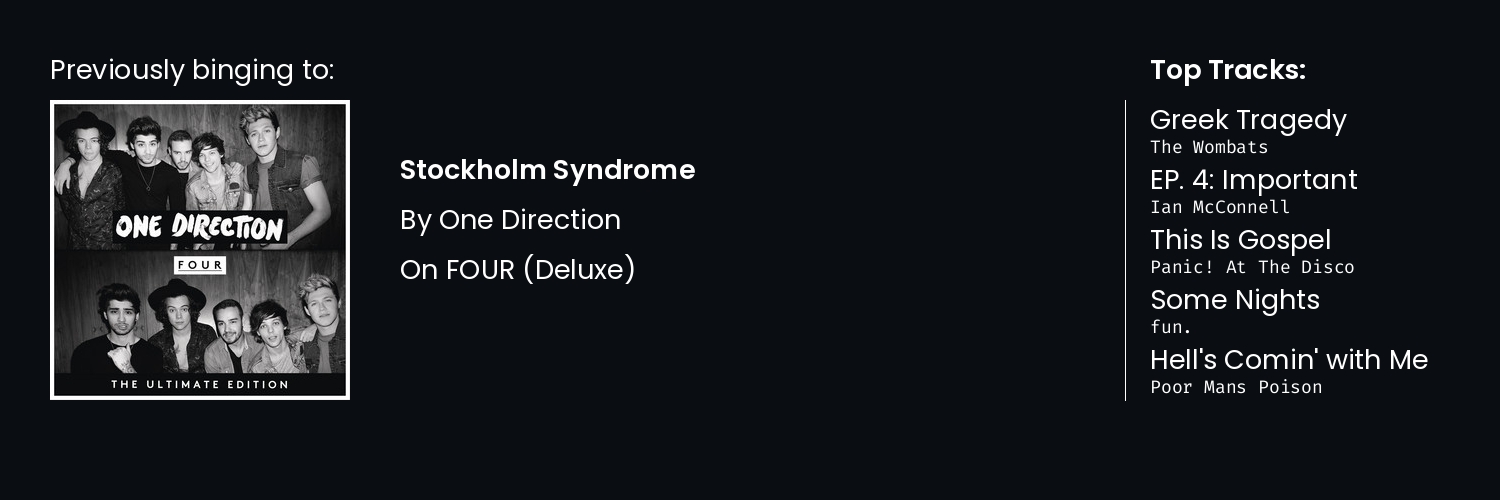 Previously binging to:
ONE DIRECTION
FOUR
THE ULTIMATE EDITION
Stockholm Syndrome
By One Direction
On FOUR (Deluxe)
Top Tracks:
Greek Tragedy
The Wombats
EP. 4: Important
Ian McConnell
This Is Gospel
Panic! At The Disco
Some Nights
fun.
Hell's Comin' with Me
Poor Mans Poison